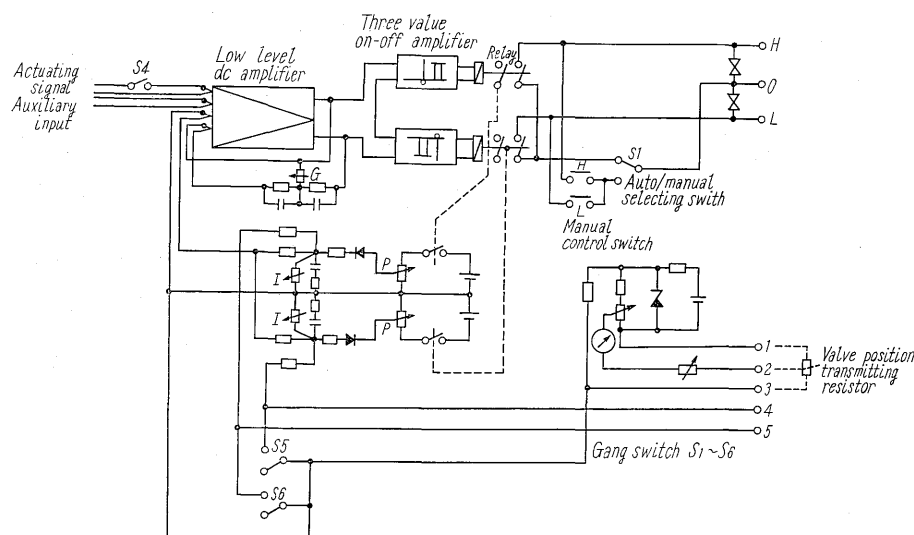 Three value
on-off amplifier
Low level
dc amplifier
Relay
H
Actuating
signal
S4
O
Auxiliary
input
L
S1
G
H
Auto/manual
selecting swith
L
Manual
control switch
P
I
I
P
1
Valve position
transmitting
resistor
2
3
4
5
S5
Gang switch S1~S6
S6